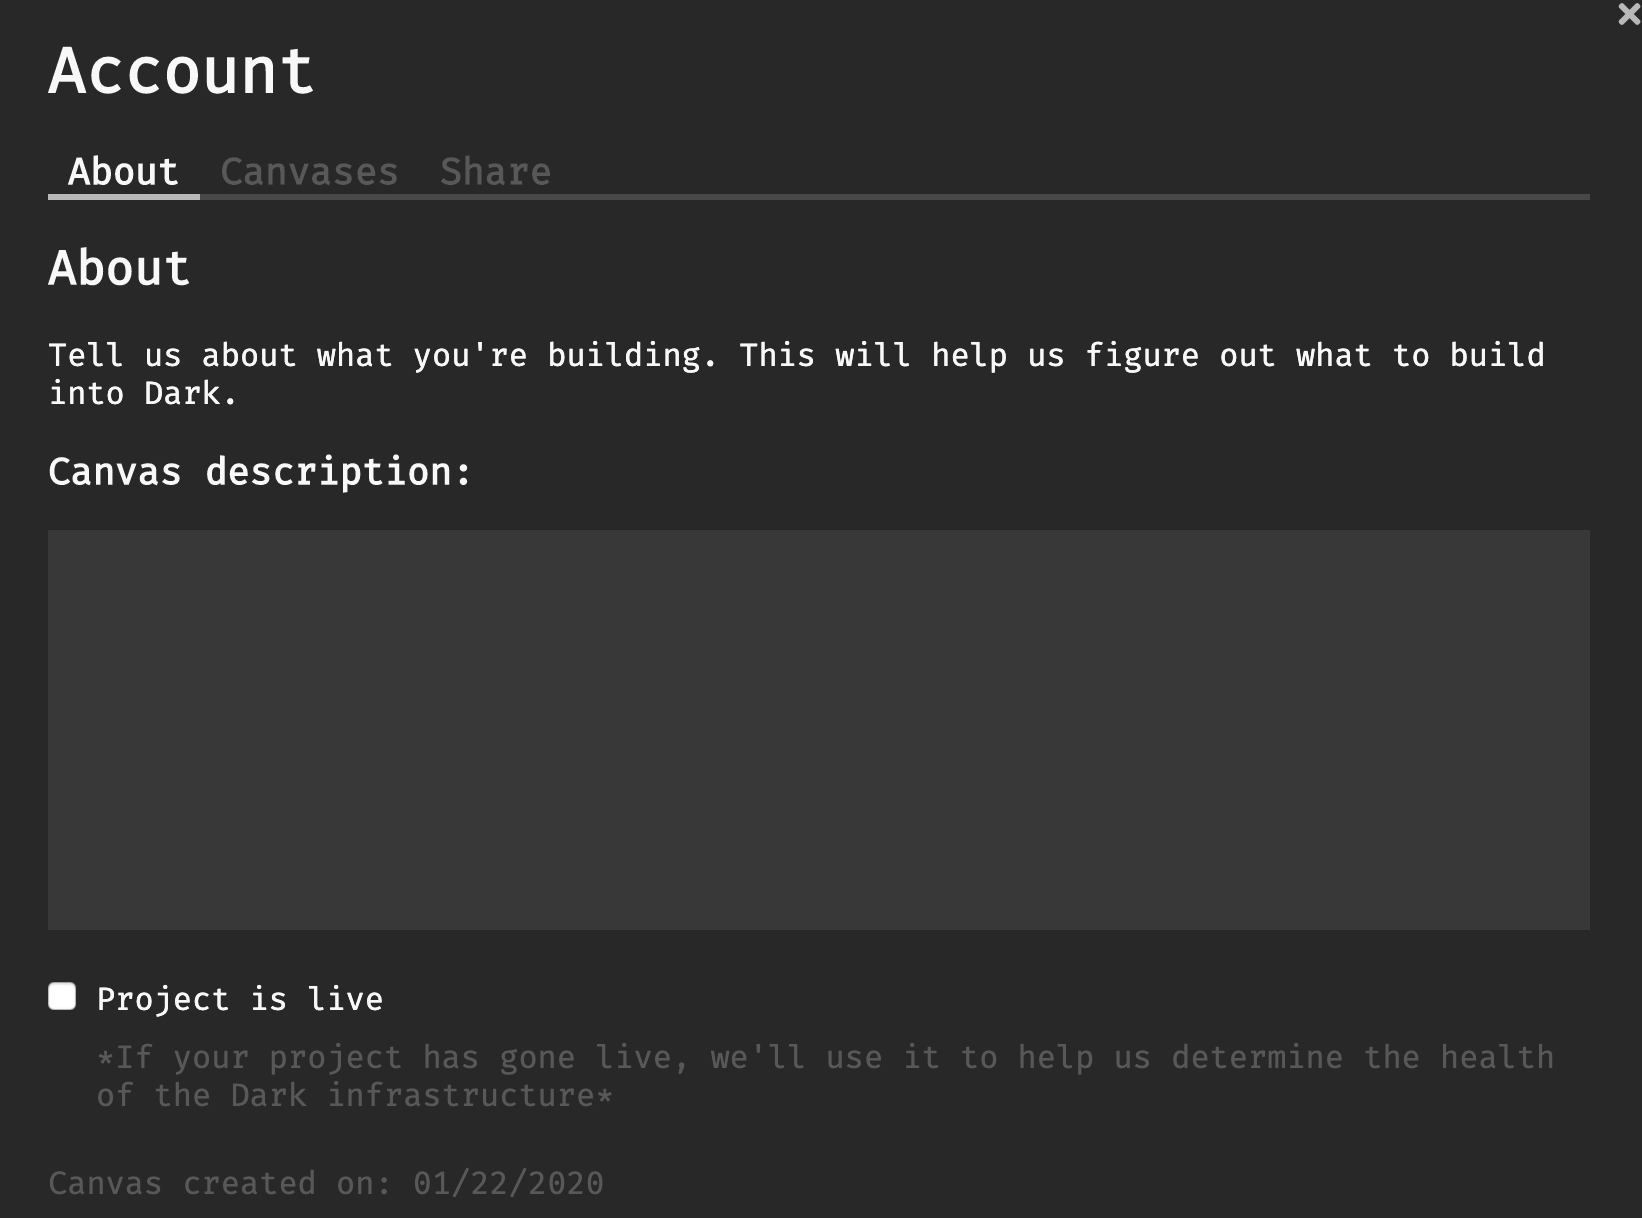 Account
About Canvases Share
About
Tell us about what you're building. This will help us figure out what to build
into Dark.
Canvas description:
Project is live
*If your project has gone live, we'll use it to help us determine the health
of the Dark infrastructure*
Canvas created on: 01/22/2020